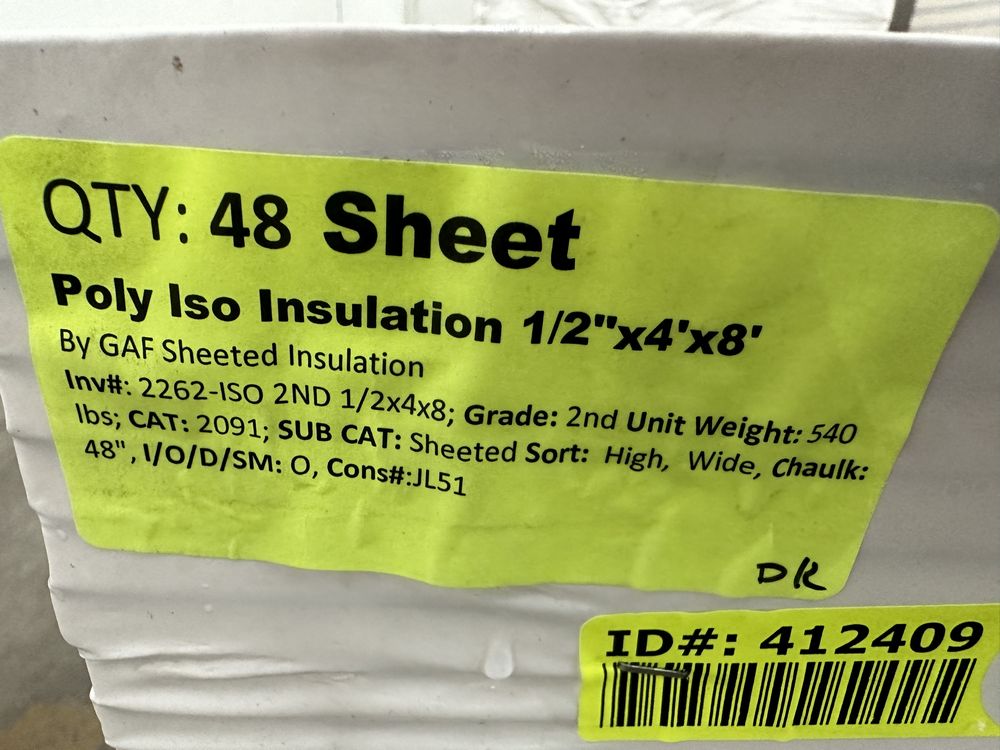 QTY: 48 Sheet
Poly Iso Insulation 1/2"x4'x8'
By GAF Sheeted Insulation
Inv#: 2262-ISO 2ND 1/2x4x8; Grade: 2nd Unit Weight: 540
lbs; CAT: 2091; SUB CAT: Sheeted Sort: High, Wide, Chaulk:
48", I/O/D/SM: O, Cons#:JL51
DR
ID#: 412409